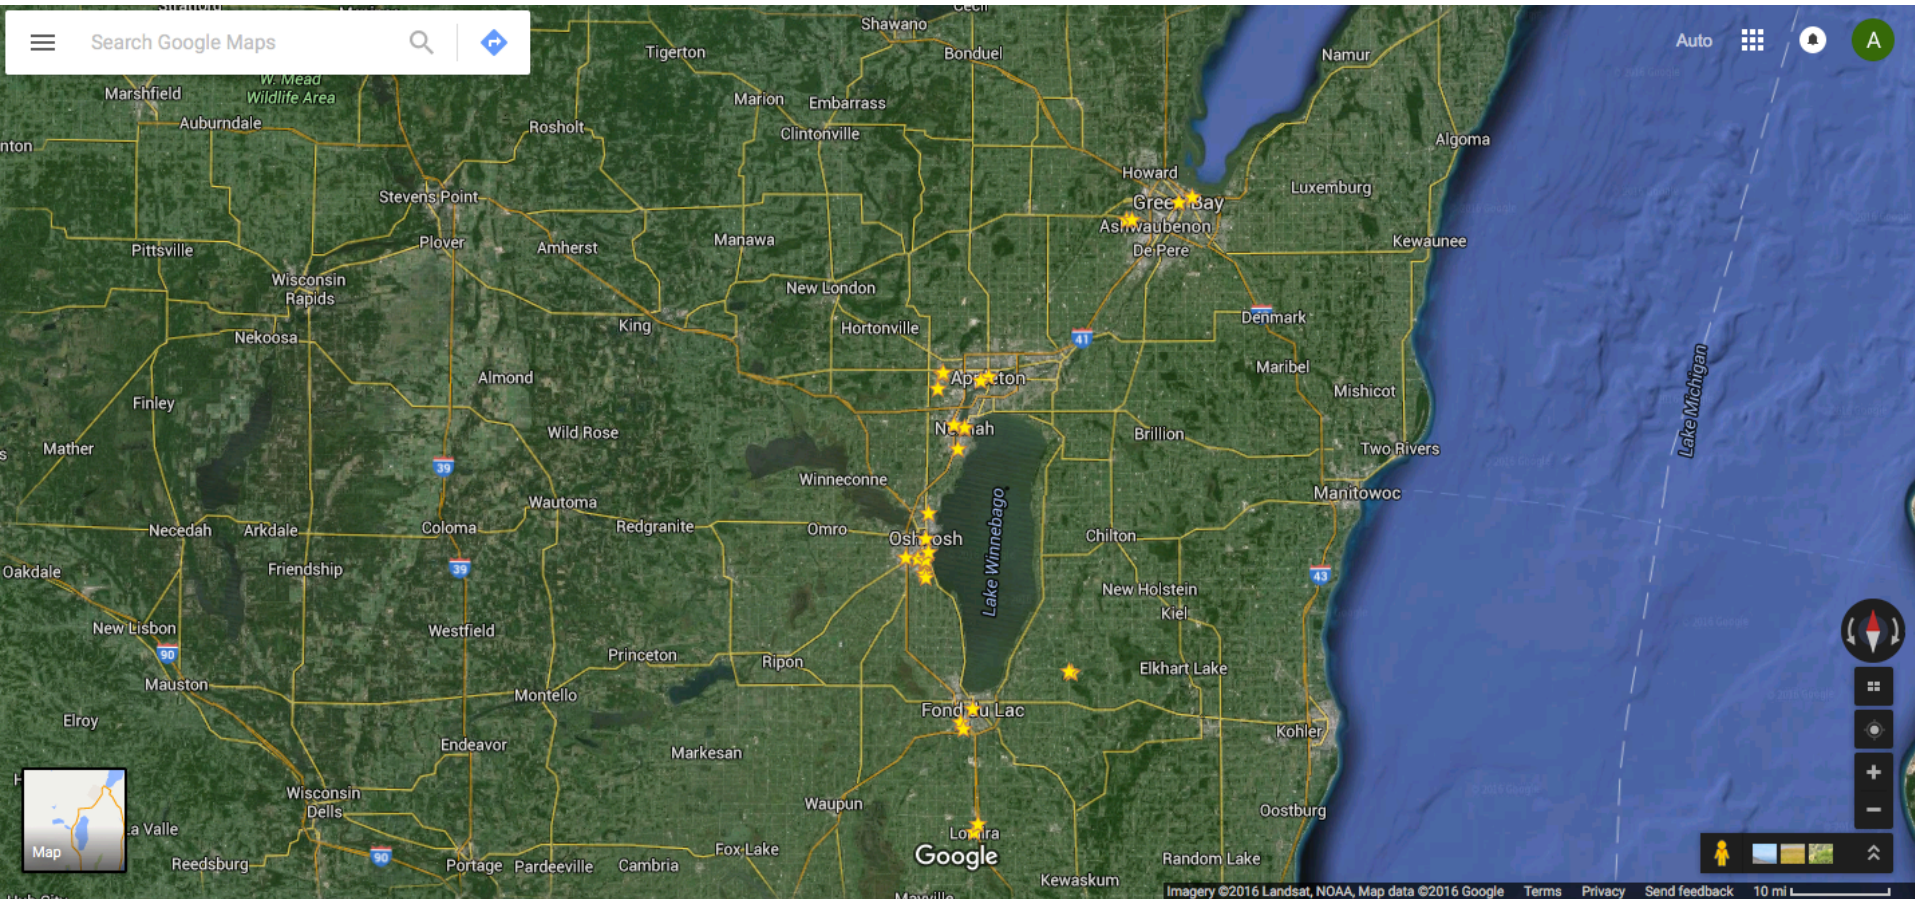 Search Google Maps
Auto
A
Shawano
Bonduel
Tigerton
Namur
W. Mead
Wildlife Area
Marshfield
Marion
Embarrass
Auburndale
Rosholt
Clintonville
Algoma
nton
Howard
Stevens Point
Luxemburg
Green Bay
Ashwaubenon
Plover
Amherst
Manawa
De Pere
Kewaunee
Pittsville
Wisconsin
Rapids
New London
Denmark
King
Hortonville
41
Nekoosa
Maribel
Almond
Appleton
Mishicot
Finley
Lake Michigan
Wild Rose
Neenah
Brillion
Mather
Two Rivers
s
39
Winneconne
Manitowoc
Wautoma
Necedah
Arkdale
Coloma
Redgranite
Omro
Oshkosh
Chilton
Lake Winnebago
Oakdale
Friendship
39
43
New Holstein
Kiel
New Lisbon
Westfield
90
Princeton
Ripon
Elkhart Lake
Mauston
Montello
Fond du Lac
Elroy
Kohler
Endeavor
Markesan
Wisconsin
Dells
Waupun
Oostburg
La Valle
Lomira
Map
Fox Lake
Google
90
Reedsburg
Portage
Pardeeville
Cambria
Random Lake
Kewaskum
Mayville
Imagery ©2016 Landsat, NOAA, Map data ©2016 Google
Terms
Privacy
Send feedback
10 mi